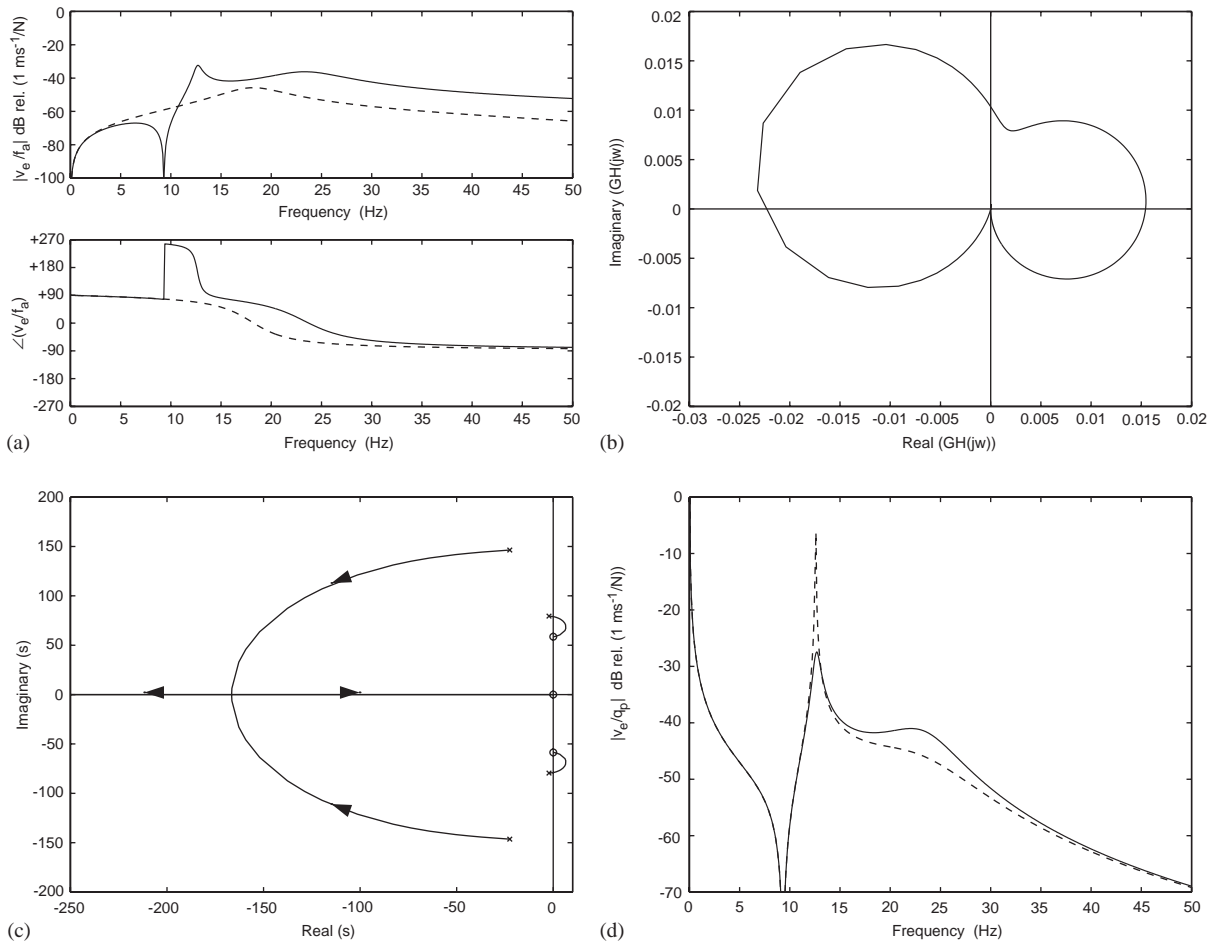 |v_e/f_a| dB rel. (1 ms⁻¹/N)
0
-20
-40
-60
-80
-100
0 5 10 15 20 25 30 35 40 45 50
Frequency (Hz)
∠(v_e/f_a)
+270
+180
+90
0
-90
-180
-270
0 5 10 15 20 25 30 35 40 45 50
Frequency (Hz)
(a)
Imaginary (GH(jw))
0.02
0.015
0.01
0.005
0
-0.005
-0.01
-0.015
-0.02
-0.03 -0.025 -0.02 -0.015 -0.01 -0.005 0 0.005 0.01 0.015 0.02
Real (GH(jw))
(b)
Imaginary (s)
200
150
100
50
0
-50
-100
-150
-200
-250 -200 -150 -100 -50 0
Real (s)
(c)
|v_e/q_p| dB rel. (1 ms⁻¹/N))
0
-10
-20
-30
-40
-50
-60
-70
0 5 10 15 20 25 30 35 40 45 50
Frequency (Hz)
(d)